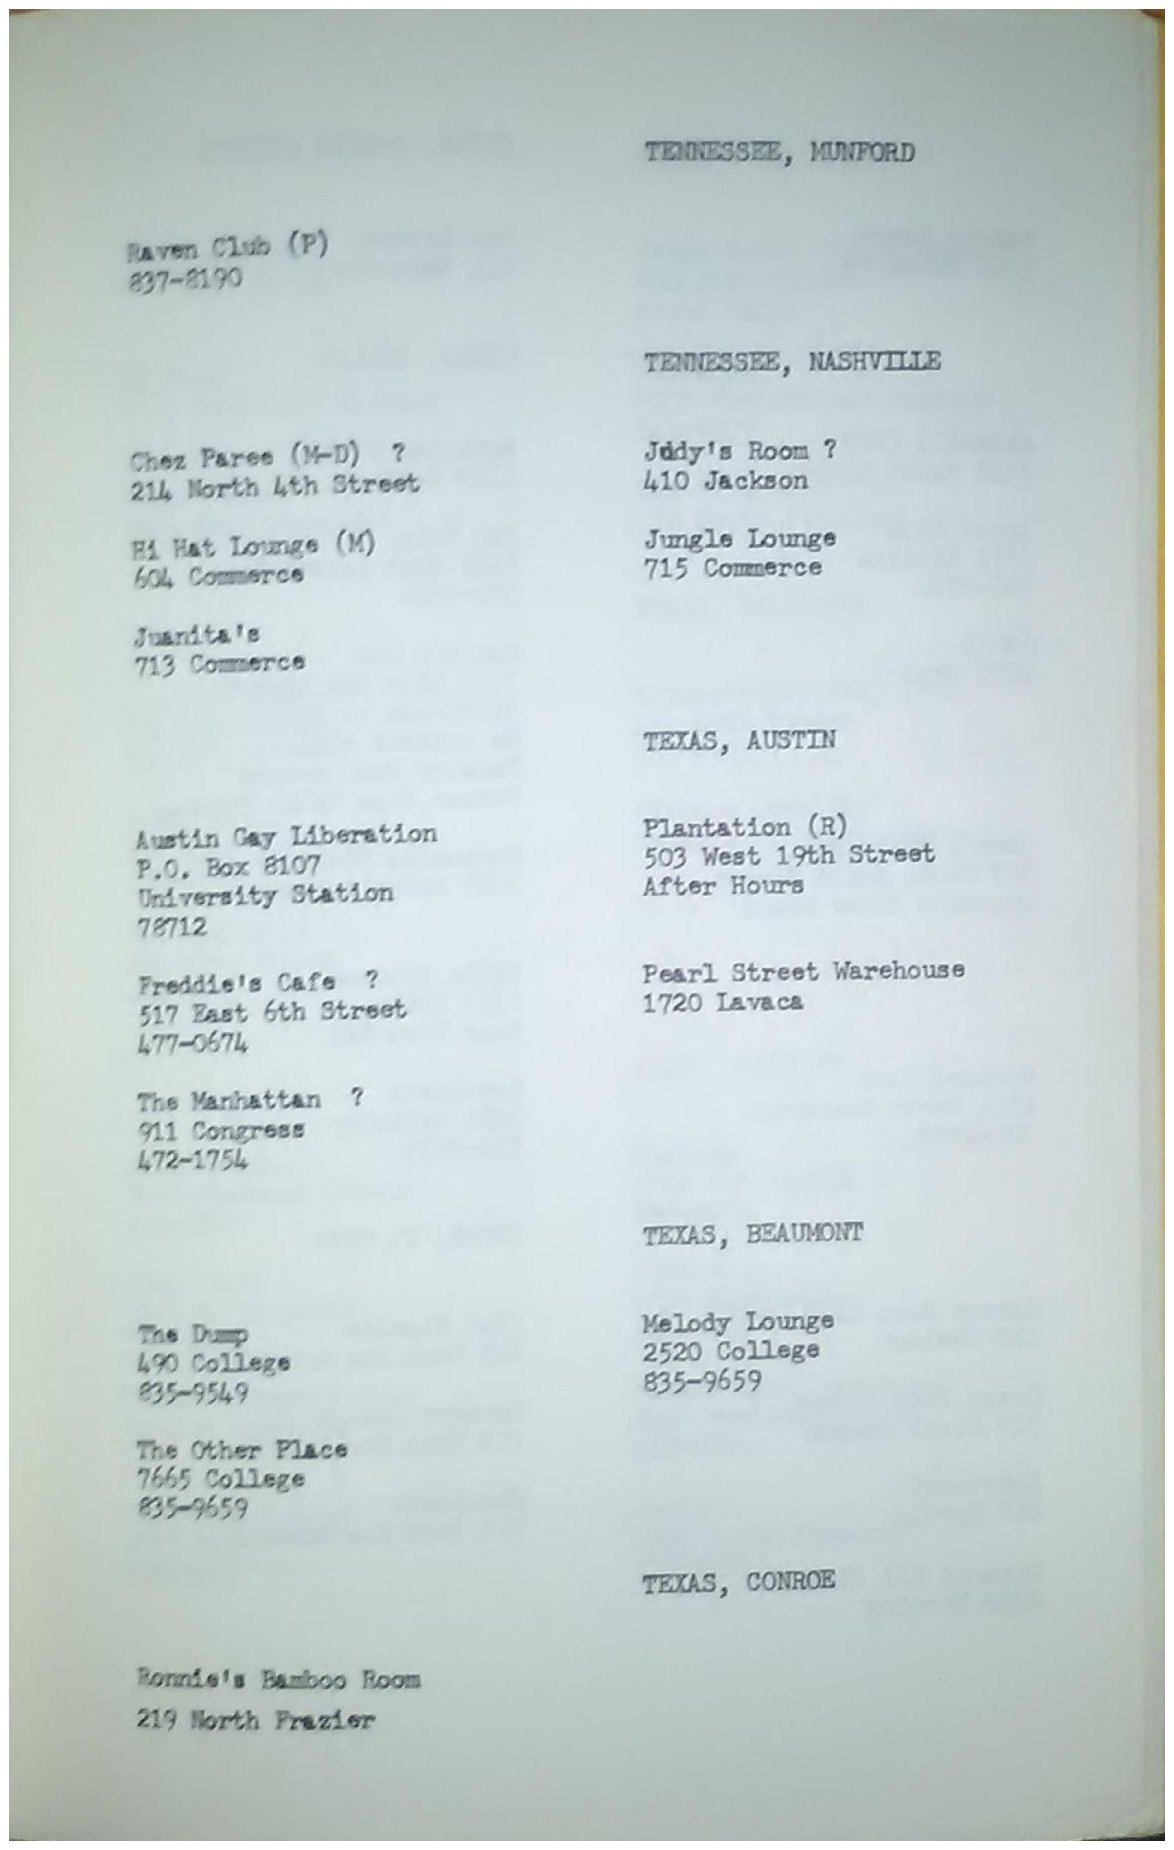 TENNESSEE, MUNFORD
Raven Club (P)
837-8190
TENNESSEE, NASHVILLE
Chez Paree (M-D) ?
214 North 4th Street
Hi Hat Lounge (M)
604 Commerce
Juanita's
713 Commerce
Jddy's Room ?
410 Jackson
Jungle Lounge
715 Commerce
TEXAS, AUSTIN
Austin Gay Liberation
P.O. Box 8107
University Station
78712
Freddie's Cafe ?
517 East 6th Street
477-0674
The Manhattan ?
911 Congress
472-1754
Plantation (R)
503 West 19th Street
After Hours
Pearl Street Warehouse
1720 Lavaca
TEXAS, BEAUMONT
The Dump
490 College
835-9549
The Other Place
7665 College
835-9659
Melody Lounge
2520 College
835-9659
TEXAS, CONROE
Ronnie's Bamboo Room
219 North Frazier